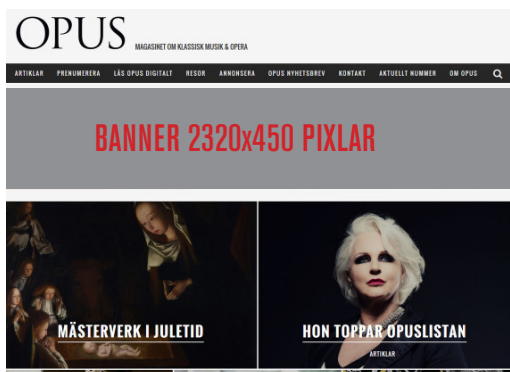 OPUS
MAGASINET OM KLASSISK MUSIK & OPERA
ARTIKLAR PRENUMERERA LÄS OPUS DIGITALT RESOR ANNONSERA OPUS NYHETSBREV KONTAKT AKTUELLT NUMMER OM OPUS
BANNER 2320x450 PIXLAR
MÄSTERVERK I JULETID
HON TOPPAR OPUSLISTAN
ARTIKLAR